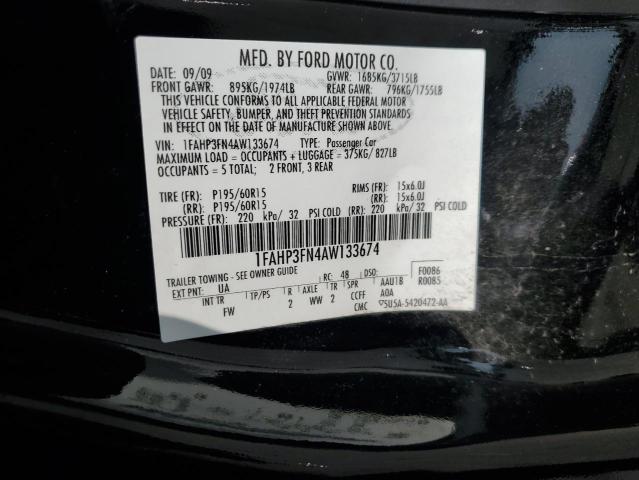 MFD. BY FORD MOTOR CO.
DATE: 09/09 GVWR: 1685KG/3715LB
FRONT GAWR: 895KG/1974LB REAR GAWR: 796KG/1755LB
THIS VEHICLE CONFORMS TO ALL APPLICABLE FEDERAL MOTOR
VEHICLE SAFETY, BUMPER, AND THEFT PREVENTION STANDARDS
IN EFFECT ON THE DATE OF MANUFACTURE SHOWN ABOVE.
VIN: 1FAHP3FN4AW133674 TYPE: Passenger Car
MAXIMUM LOAD = OCCUPANTS + LUGGAGE = 375KG/ 827LB
OCCUPANTS = 5 TOTAL; 2 FRONT, 3 REAR
TIRE (FR): P195/60R15 RIMS (FR): 15x6.0J
(RR): P195/60R15 (RR): 15x6.0J
PRESSURE (FR): 220 kPa/ 32 PSI COLD (RR): 220 kPa/ 32 PSI COLD
1FAHP3FN4AW133674
TRAILER TOWING - SEE OWNER GUIDE RC: 48 DSO: F0086
EXT PNT: UA R0085
INT TR TP/PS R AXLE TR SPR AAU1B
FW 2 WW 2 CCFF AOA
CMC 5U5A-5420472-AA